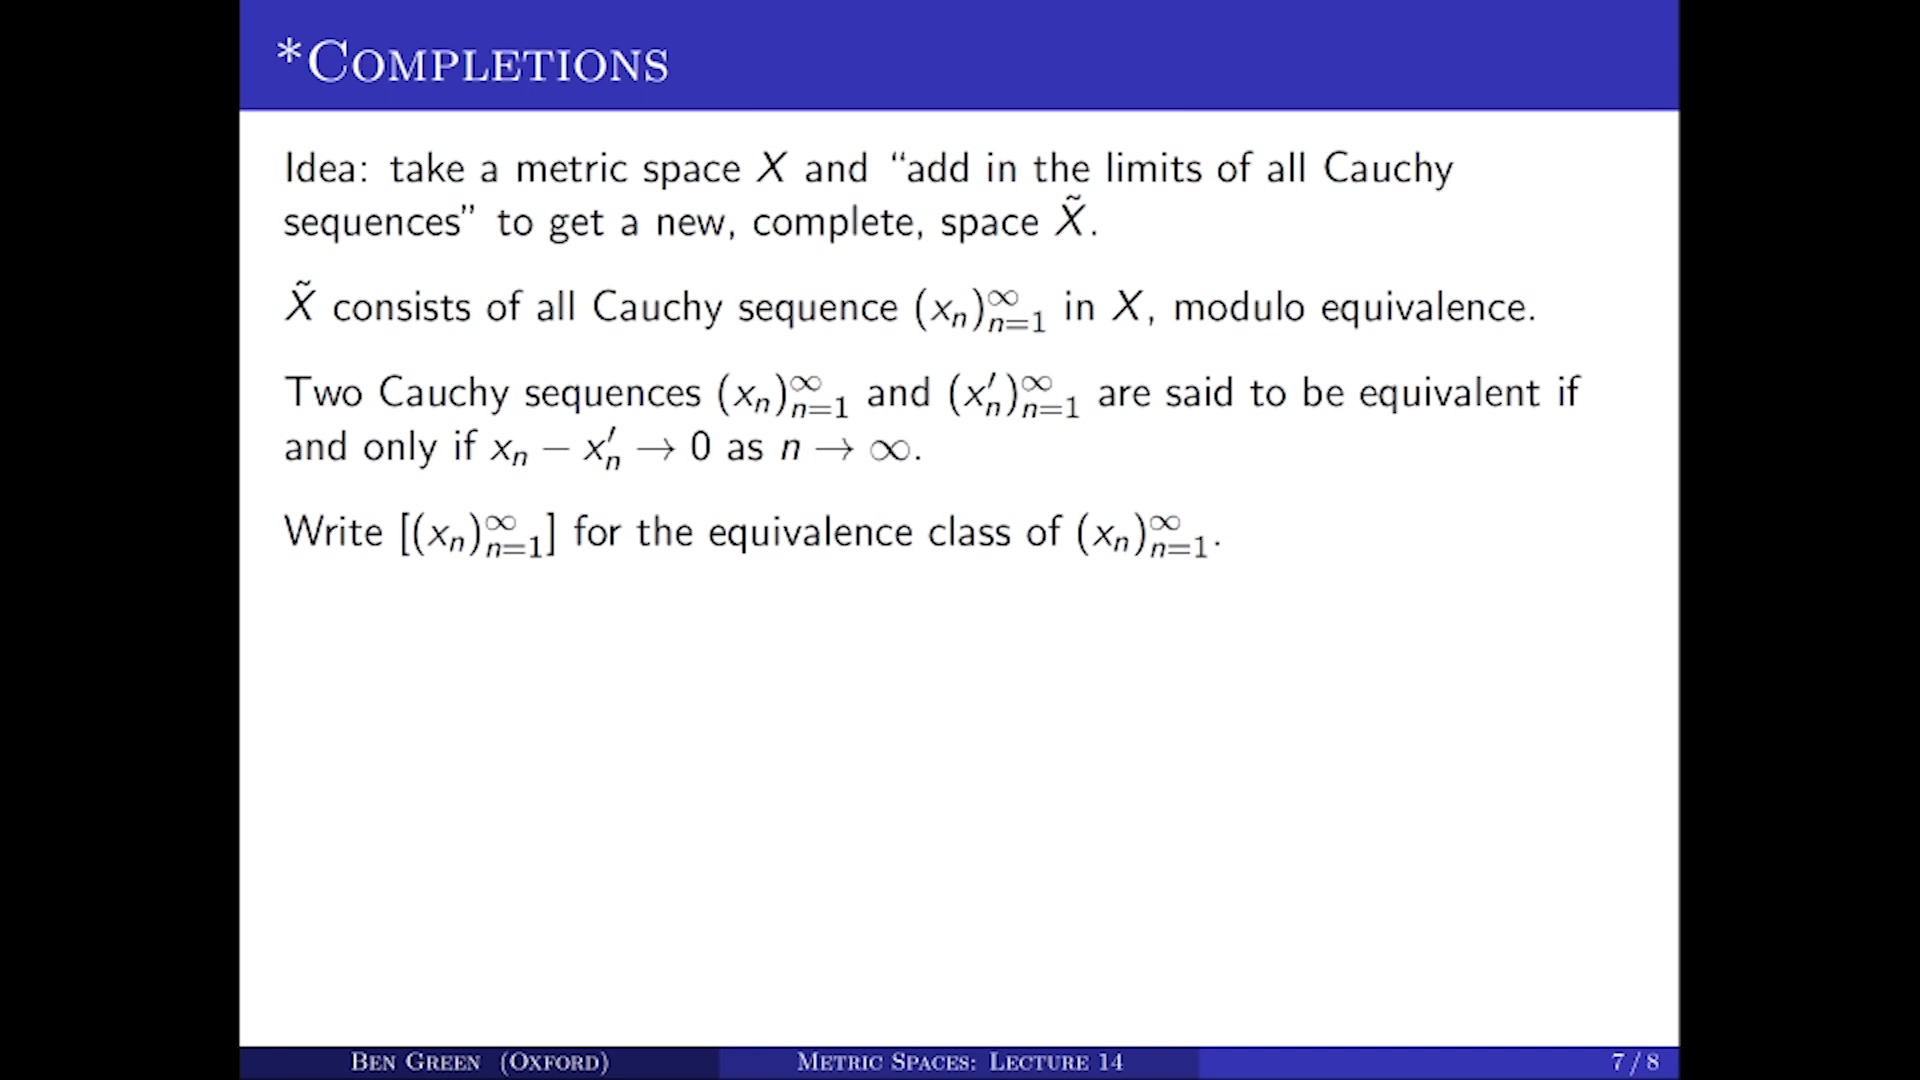 *Completions
Idea: take a metric space X and “add in the limits of all Cauchy
sequences” to get a new, complete, space X̃.
X̃ consists of all Cauchy sequence (xₙ)_{n=1}^∞ in X, modulo equivalence.
Two Cauchy sequences (xₙ)_{n=1}^∞ and (x′ₙ)_{n=1}^∞ are said to be equivalent if
and only if xₙ − x′ₙ → 0 as n → ∞.
Write [(xₙ)_{n=1}^∞] for the equivalence class of (xₙ)_{n=1}^∞.
Ben Green (Oxford) Metric Spaces: Lecture 14 7 / 8